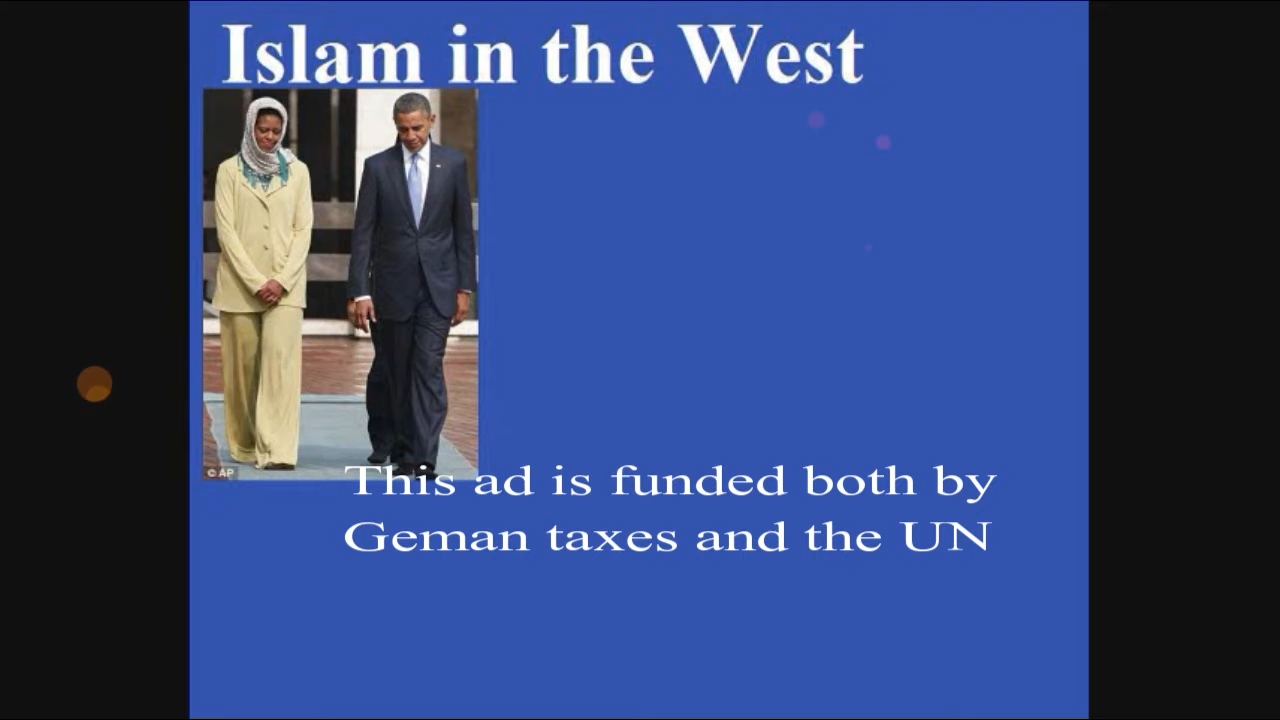 Islam in the West
© AP
This ad is funded both by
Geman taxes and the UN